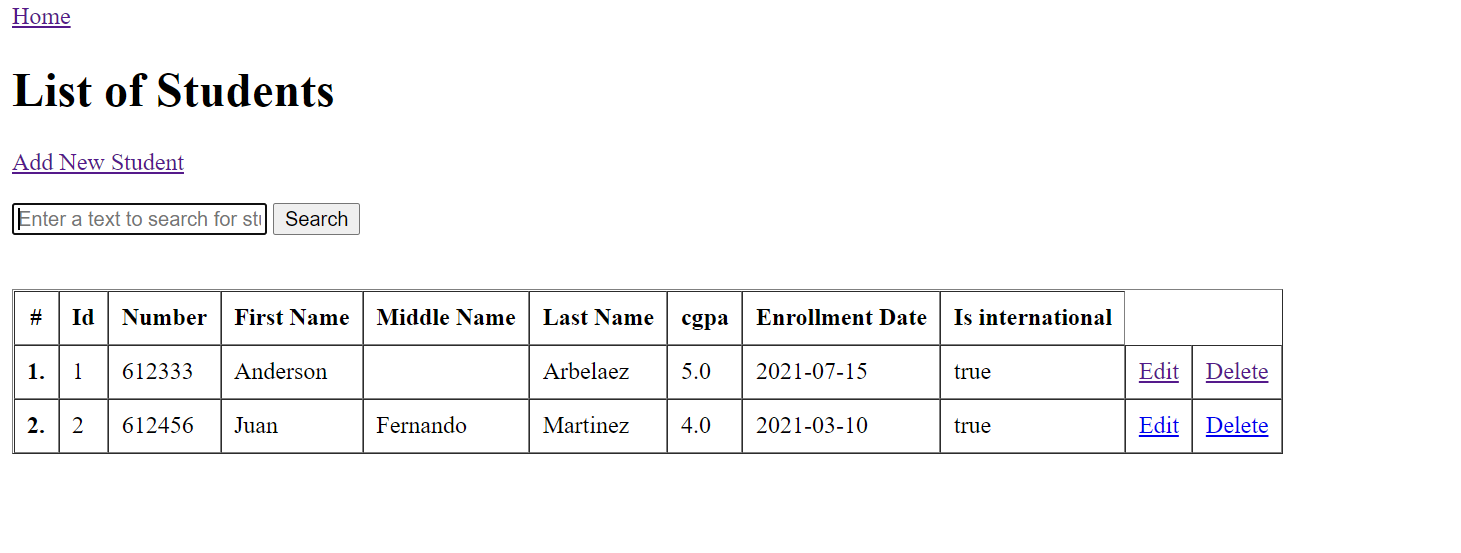 Home
List of Students
Add New Student
Enter a text to search for stu Search
# Id Number First Name Middle Name Last Name cgpa Enrollment Date Is international
1. 1 612333 Anderson Arbelaez 5.0 2021-07-15 true Edit Delete
2. 2 612456 Juan Fernando Martinez 4.0 2021-03-10 true Edit Delete